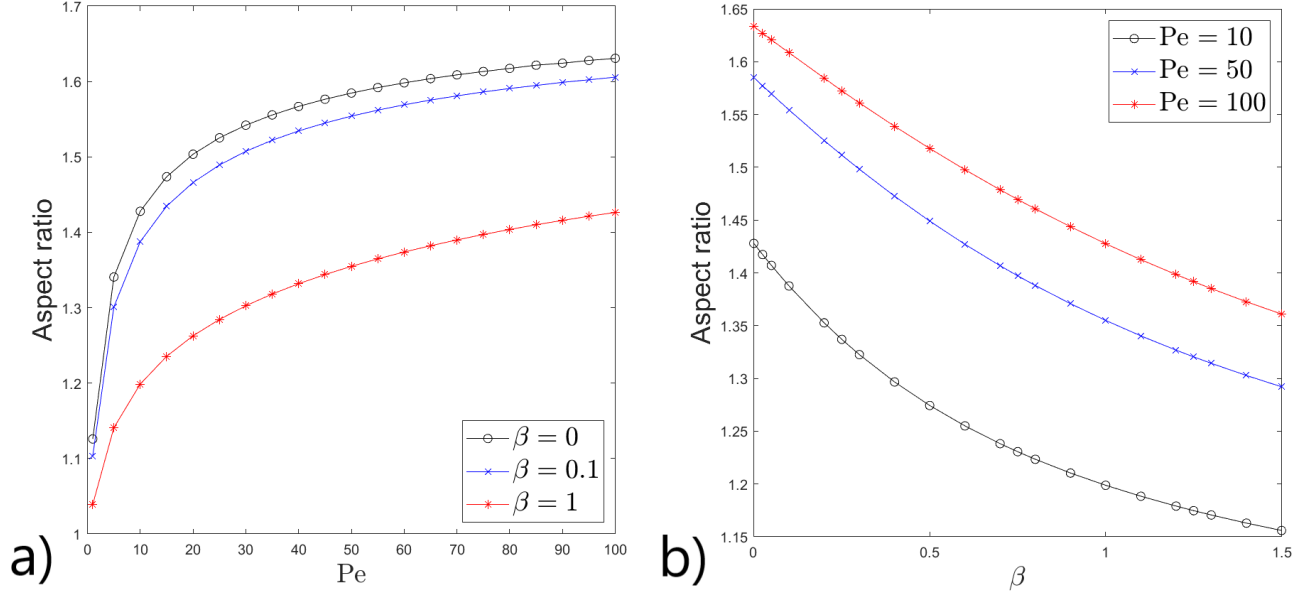 1.7
1.6
1.5
1.4
1.3
1.2
1.1
1
Aspect ratio
0 10 20 30 40 50 60 70 80 90 100
Pe
β = 0
β = 0.1
β = 1
a)
1.65
1.6
1.55
1.5
1.45
1.4
1.35
1.3
1.25
1.2
1.15
Aspect ratio
0 0.5 1 1.5
β
Pe = 10
Pe = 50
Pe = 100
b)